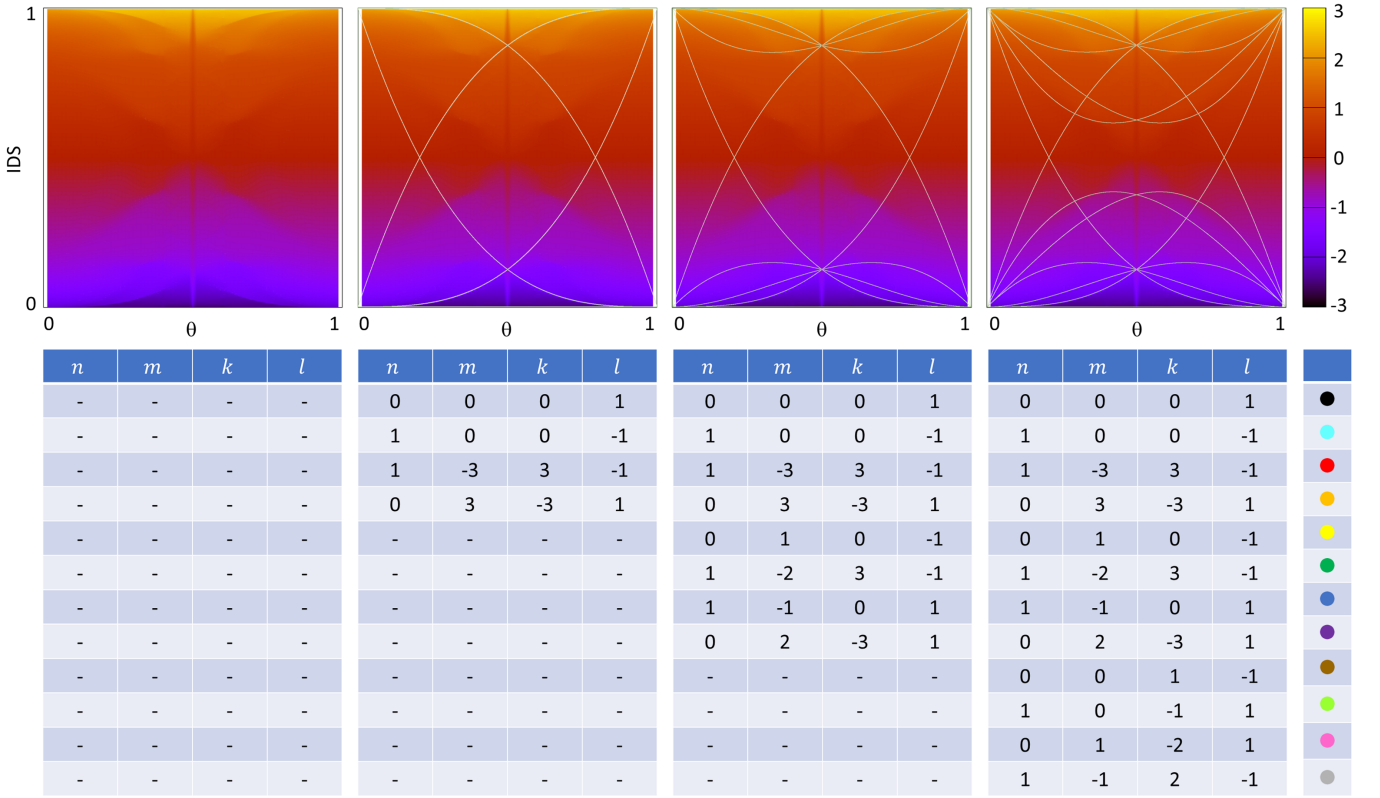 1
IDS
0
0 θ 1
0 θ 1
0 θ 1
0 θ 1
3
2
1
0
-1
-2
-3
n m k l n m k l n m k l n m k l
- - - - 0 0 0 1 0 0 0 1 0 0 0 1
- - - - 1 0 0 -1 1 0 0 -1 1 0 0 -1
- - - - 1 -3 3 -1 1 -3 3 -1 1 -3 3 -1
- - - - 0 3 -3 1 0 3 -3 1 0 3 -3 1
- - - - - - - - 0 1 0 -1 0 1 0 -1
- - - - - - - - 1 -2 3 -1 1 -2 3 -1
- - - - - - - - 1 -1 0 1 1 -1 0 1
- - - - - - - - 0 2 -3 1 0 2 -3 1
- - - - - - - - - - - - 0 0 1 -1
- - - - - - - - - - - - 1 0 -1 1
- - - - - - - - - - - - 0 1 -2 1
- - - - - - - - - - - - 1 -1 2 -1